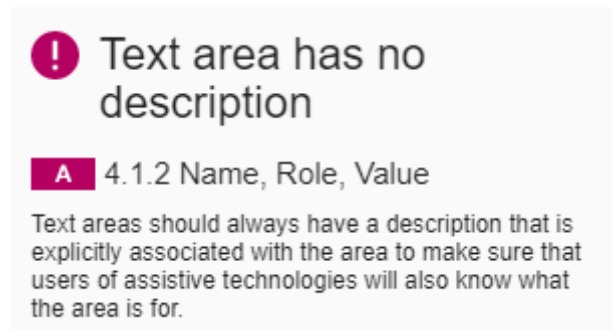 !
Text area has no
description
A 4.1.2 Name, Role, Value
Text areas should always have a description that is
explicitly associated with the area to make sure that
users of assistive technologies will also know what
the area is for.